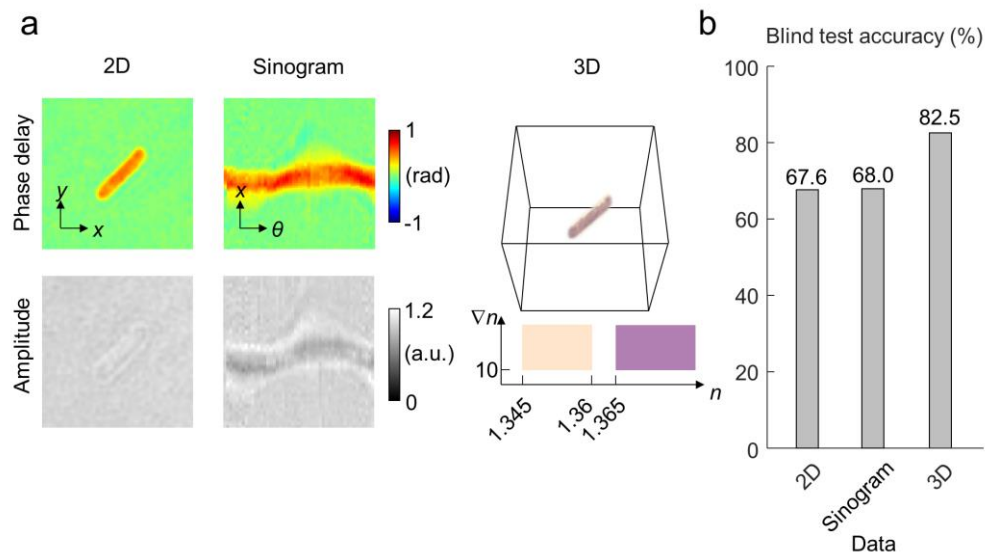 a
2D
Sinogram
3D
Phase delay
y
x
x
θ
1
(rad)
-1
Amplitude
1.2
(a.u.)
0
∇n
10
n
1.345
1.36
1.365
b
Blind test accuracy (%)
100
80
60
40
20
0
67.6
68.0
82.5
2D
Sinogram
3D
Data